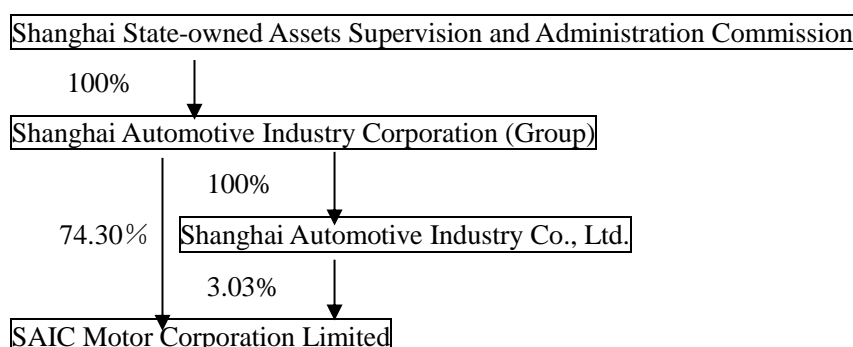 Shanghai State-owned Assets Supervision and Administration Commission
100%
Shanghai Automotive Industry Corporation (Group)
100%
74.30%
Shanghai Automotive Industry Co., Ltd.
3.03%
SAIC Motor Corporation Limited